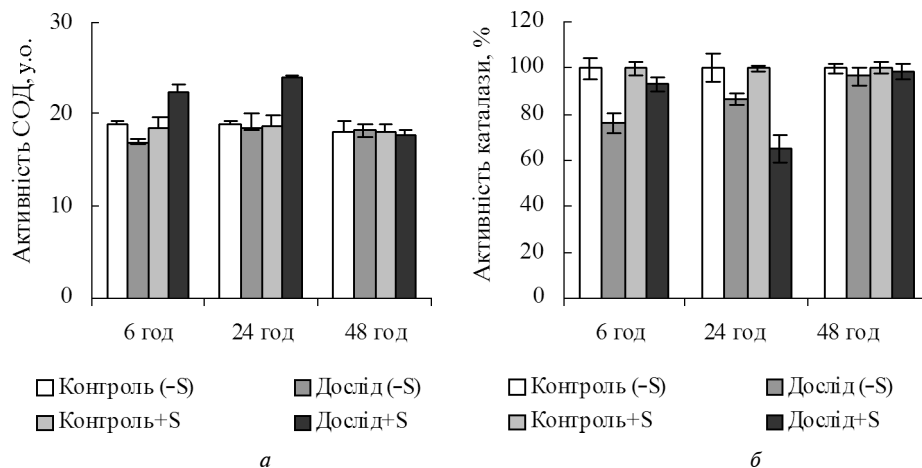 Активність СОД, у.о.
30
20
10
0
6 год 24 год 48 год
Контроль (−S) Дослід (−S)
Контроль+S Дослід+S
а
Активність каталази, %
120
100
80
60
40
20
0
6 год 24 год 48 год
Контроль (−S) Дослід (−S)
Контроль+S Дослід+S
б